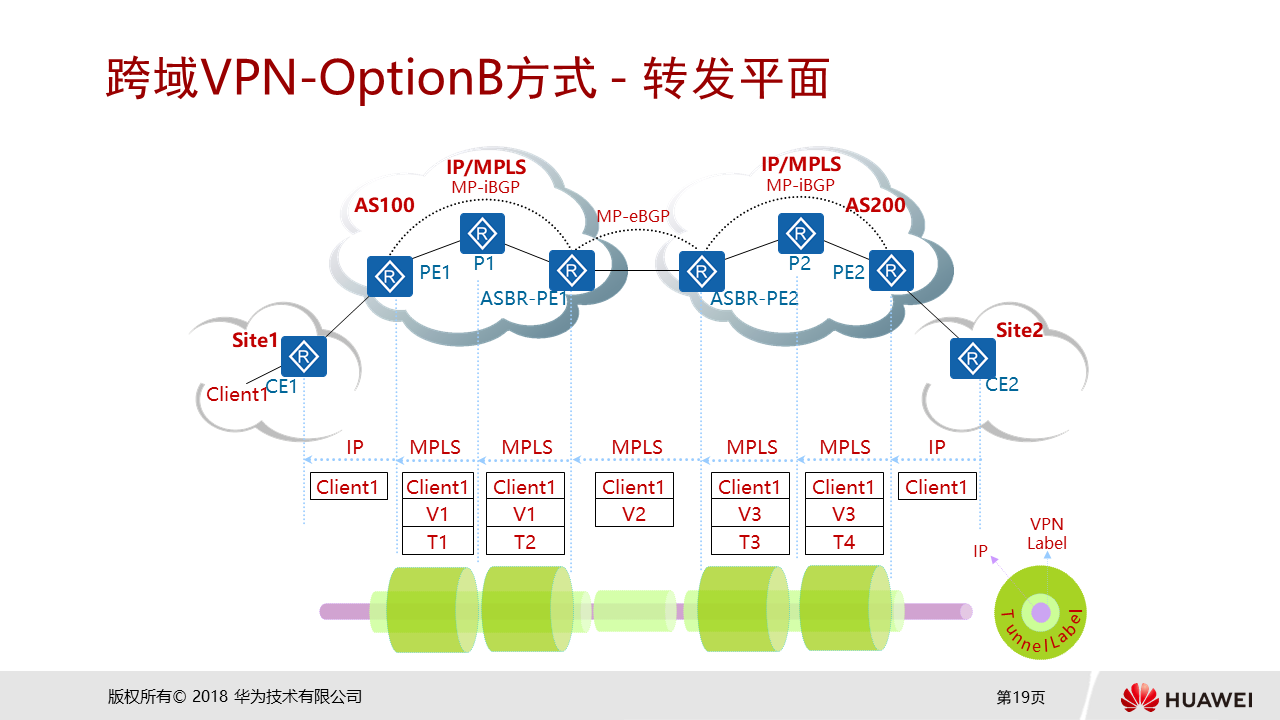 跨域VPN-OptionB方式 - 转发平面
IP/MPLS
MP-iBGP
AS100
MP-eBGP
IP/MPLS
MP-iBGP
AS200
R
R
R
R
R
R
PE1
P1
ASBR-PE1
ASBR-PE2
P2
PE2
Site1
R
CE1
Client1
Site2
R
CE2
IP
MPLS
MPLS
MPLS
MPLS
MPLS
IP
Client1
Client1
Client1
Client1
Client1
Client1
Client1
V1
V1
V2
V3
V3
T1
T2
T3
T4
VPN
Label
IP
Tunnel Label
版权所有© 2018 华为技术有限公司
第19页
HUAWEI